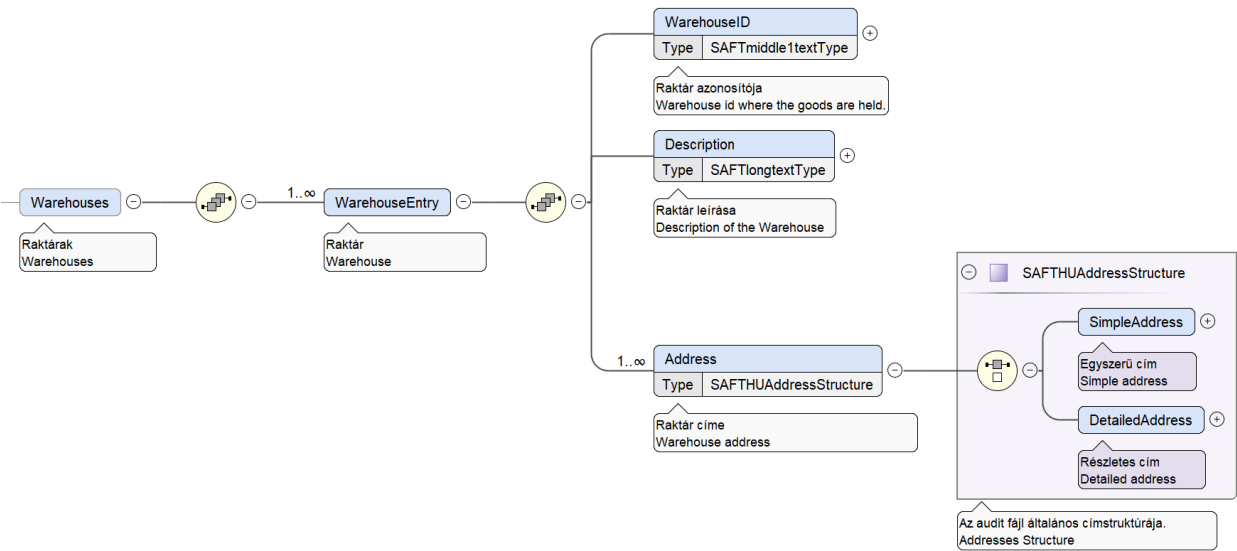 WarehouseID
Type SAFTmiddle1textType
Raktár azonosítója
Warehouse id where the goods are held.
Description
Type SAFTlongtextType
Raktár leírása
Description of the Warehouse
Warehouses
Raktárak
Warehouses
1..∞
WarehouseEntry
Raktár
Warehouse
1..∞
Address
Type SAFTHUAddressStructure
Raktár címe
Warehouse address
SAFTHUAddressStructure
SimpleAddress
Egyszerű cím
Simple address
DetailedAddress
Részletes cím
Detailed address
Az audit fájl általános címstruktúrája.
Addresses Structure